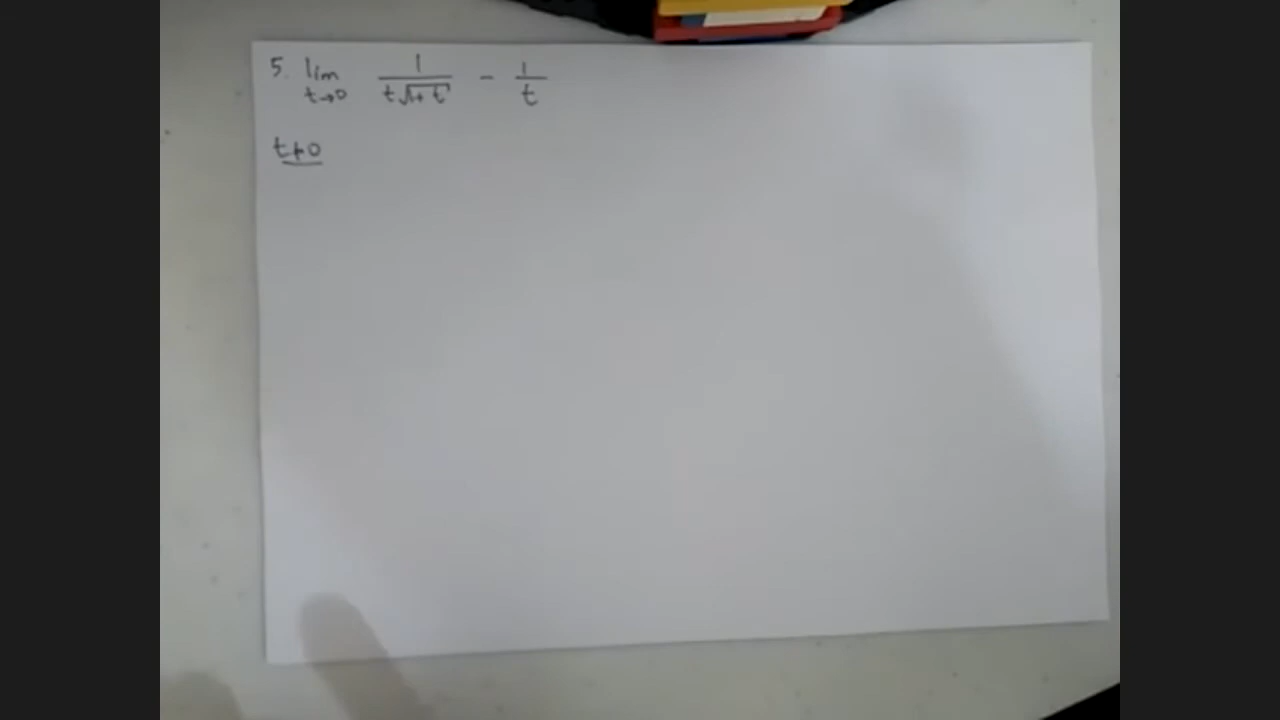 5. lim t→0 1/(t√(1+t)) - 1/t
t≠0